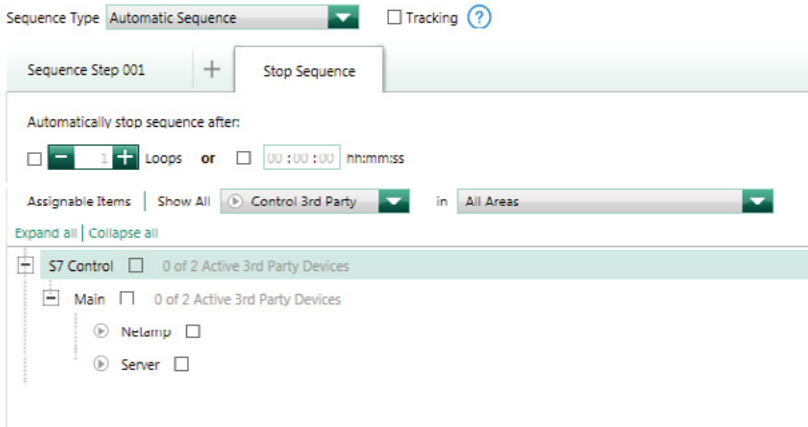 Sequence Type Automatic Sequence Tracking ?
Sequence Step 001 + Stop Sequence
Automatically stop sequence after:
- 1 + Loops or 00 :00 :00 hh:mm:ss
Assignable Items Show All Control 3rd Party in All Areas
Expand all Collapse all
S7 Control 0 of 2 Active 3rd Party Devices
Main 0 of 2 Active 3rd Party Devices
Netamp
Server